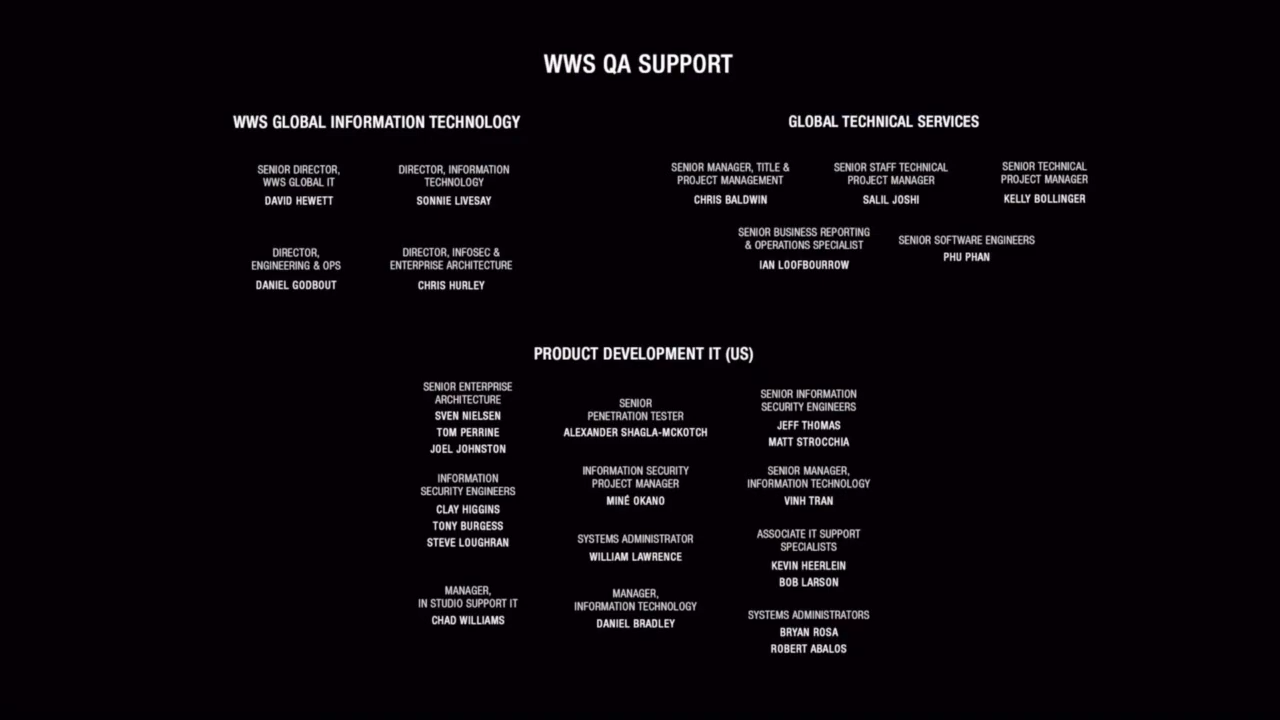 WWS QA SUPPORT
WWS GLOBAL INFORMATION TECHNOLOGY
SENIOR DIRECTOR,
WWS GLOBAL IT
DAVID HEWETT
DIRECTOR, INFORMATION
TECHNOLOGY
SONNIE LIVESAY
DIRECTOR,
ENGINEERING & OPS
DANIEL GODBOUT
DIRECTOR, INFOSEC &
ENTERPRISE ARCHITECTURE
CHRIS HURLEY
GLOBAL TECHNICAL SERVICES
SENIOR MANAGER, TITLE &
PROJECT MANAGEMENT
CHRIS BALDWIN
SENIOR STAFF TECHNICAL
PROJECT MANAGER
SALIL JOSHI
SENIOR TECHNICAL
PROJECT MANAGER
KELLY BOLLINGER
SENIOR BUSINESS REPORTING
& OPERATIONS SPECIALIST
IAN LOOFBOURROW
SENIOR SOFTWARE ENGINEERS
PHU PHAN
PRODUCT DEVELOPMENT IT (US)
SENIOR ENTERPRISE
ARCHITECTURE
SVEN NIELSEN
TOM PERRINE
JOEL JOHNSTON
INFORMATION
SECURITY ENGINEERS
CLAY HIGGINS
TONY BURGESS
STEVE LOUGHRAN
MANAGER,
IN STUDIO SUPPORT IT
CHAD WILLIAMS
SENIOR
PENETRATION TESTER
ALEXANDER SHAGLA-MCKOTCH
INFORMATION SECURITY
PROJECT MANAGER
MINÉ OKANO
SYSTEMS ADMINISTRATOR
WILLIAM LAWRENCE
MANAGER,
INFORMATION TECHNOLOGY
DANIEL BRADLEY
SENIOR INFORMATION
SECURITY ENGINEERS
JEFF THOMAS
MATT STROCCHIA
SENIOR MANAGER,
INFORMATION TECHNOLOGY
VINH TRAN
ASSOCIATE IT SUPPORT
SPECIALISTS
KEVIN HEERLEIN
BOB LARSON
SYSTEMS ADMINISTRATORS
BRYAN ROSA
ROBERT ABALOS